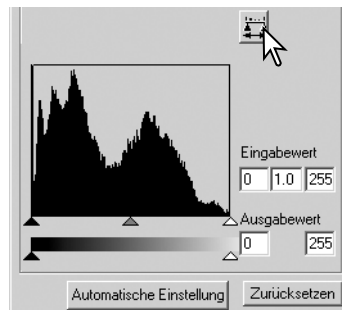 Eingabewert
0 1.0 255
Ausgabewert
0 255
Automatische Einstellung Zurücksetzen